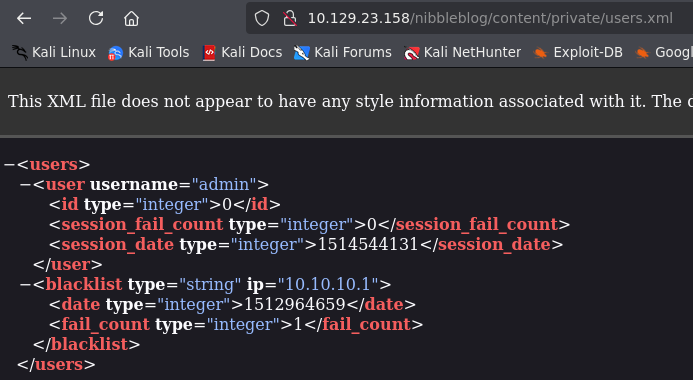 10.129.23.158/nibbleblog/content/private/users.xml
Kali Linux Kali Tools Kali Docs Kali Forums Kali NetHunter Exploit-DB Googl
This XML file does not appear to have any style information associated with it. The d
−<users>
−<user username="admin">
<id type="integer">0</id>
<session_fail_count type="integer">0</session_fail_count>
<session_date type="integer">1514544131</session_date>
</user>
−<blacklist type="string" ip="10.10.10.1">
<date type="integer">1512964659</date>
<fail_count type="integer">1</fail_count>
</blacklist>
</users>